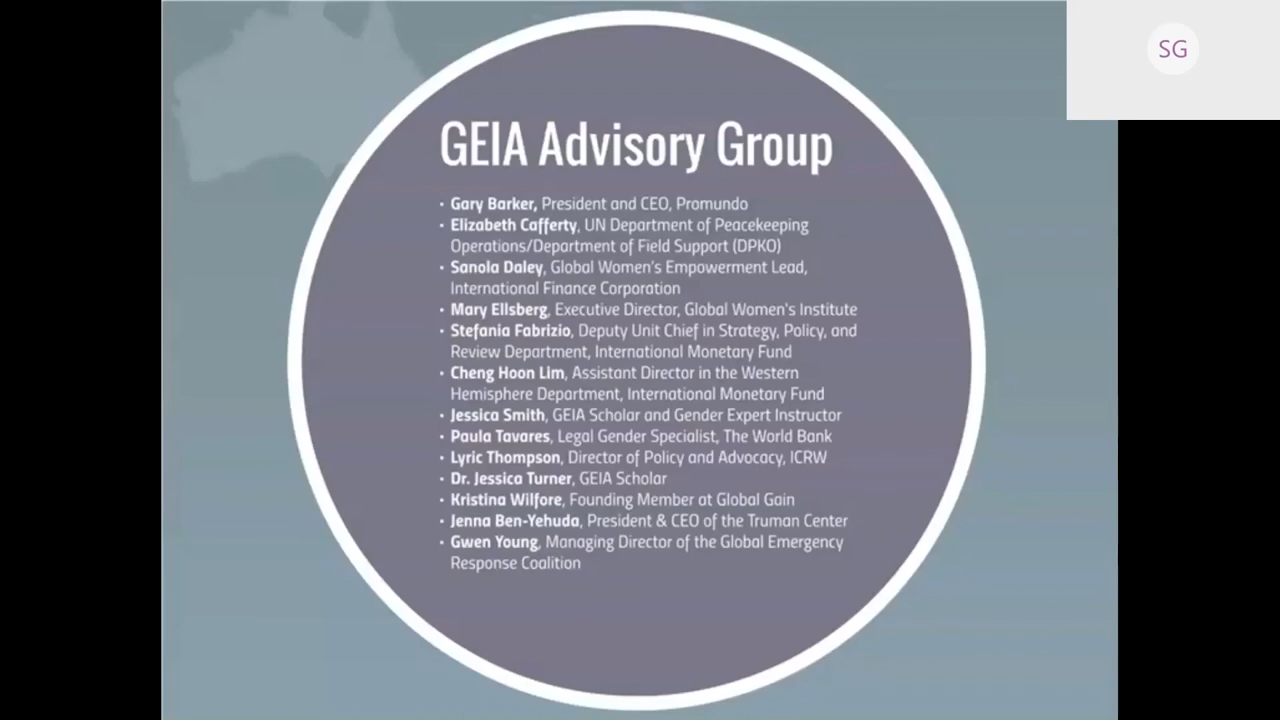 SG
GEIA Advisory Group
• Gary Barker, President and CEO, Promundo
• Elizabeth Cafferty, UN Department of Peacekeeping
Operations/Department of Field Support (DPKO)
• Sanola Daley, Global Women's Empowerment Lead,
International Finance Corporation
• Mary Ellsberg, Executive Director, Global Women's Institute
• Stefania Fabrizio, Deputy Unit Chief in Strategy, Policy, and
Review Department, International Monetary Fund
• Cheng Hoon Lim, Assistant Director in the Western
Hemisphere Department, International Monetary Fund
• Jessica Smith, GEIA Scholar and Gender Expert Instructor
• Paula Tavares, Legal Gender Specialist, The World Bank
• Lyric Thompson, Director of Policy and Advocacy, ICRW
• Dr. Jessica Turner, GEIA Scholar
• Kristina Wilfore, Founding Member at Global Gain
• Jenna Ben-Yehuda, President & CEO of the Truman Center
• Gwen Young, Managing Director of the Global Emergency
Response Coalition